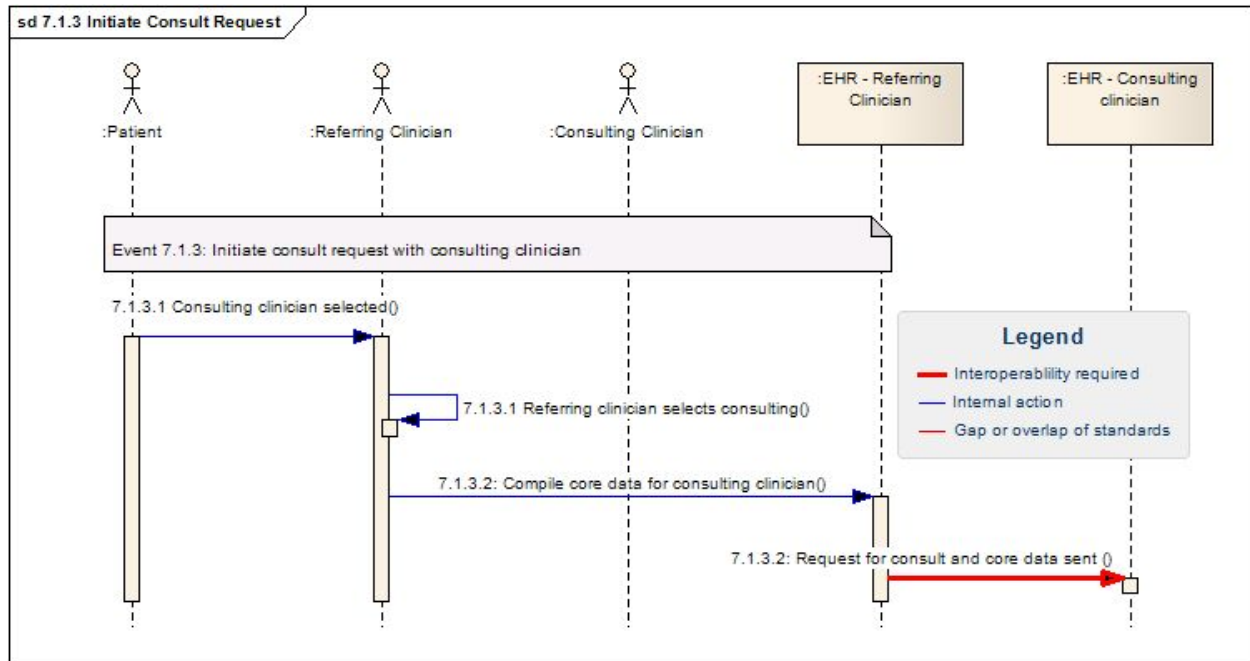 sd 7.1.3 Initiate Consult Request
:Patient
:Referring Clinician
:Consulting Clinician
:EHR - Referring
Clinician
:EHR - Consulting
clinician
Event 7.1.3: Initiate consult request with consulting clinician
7.1.3.1 Consulting clinician selected()
Legend
Interoperablility required
Internal action
Gap or overlap of standards
7.1.3.1 Referring clinician selects consulting()
7.1.3.2: Compile core data for consulting clinician()
7.1.3.2: Request for consult and core data sent ()